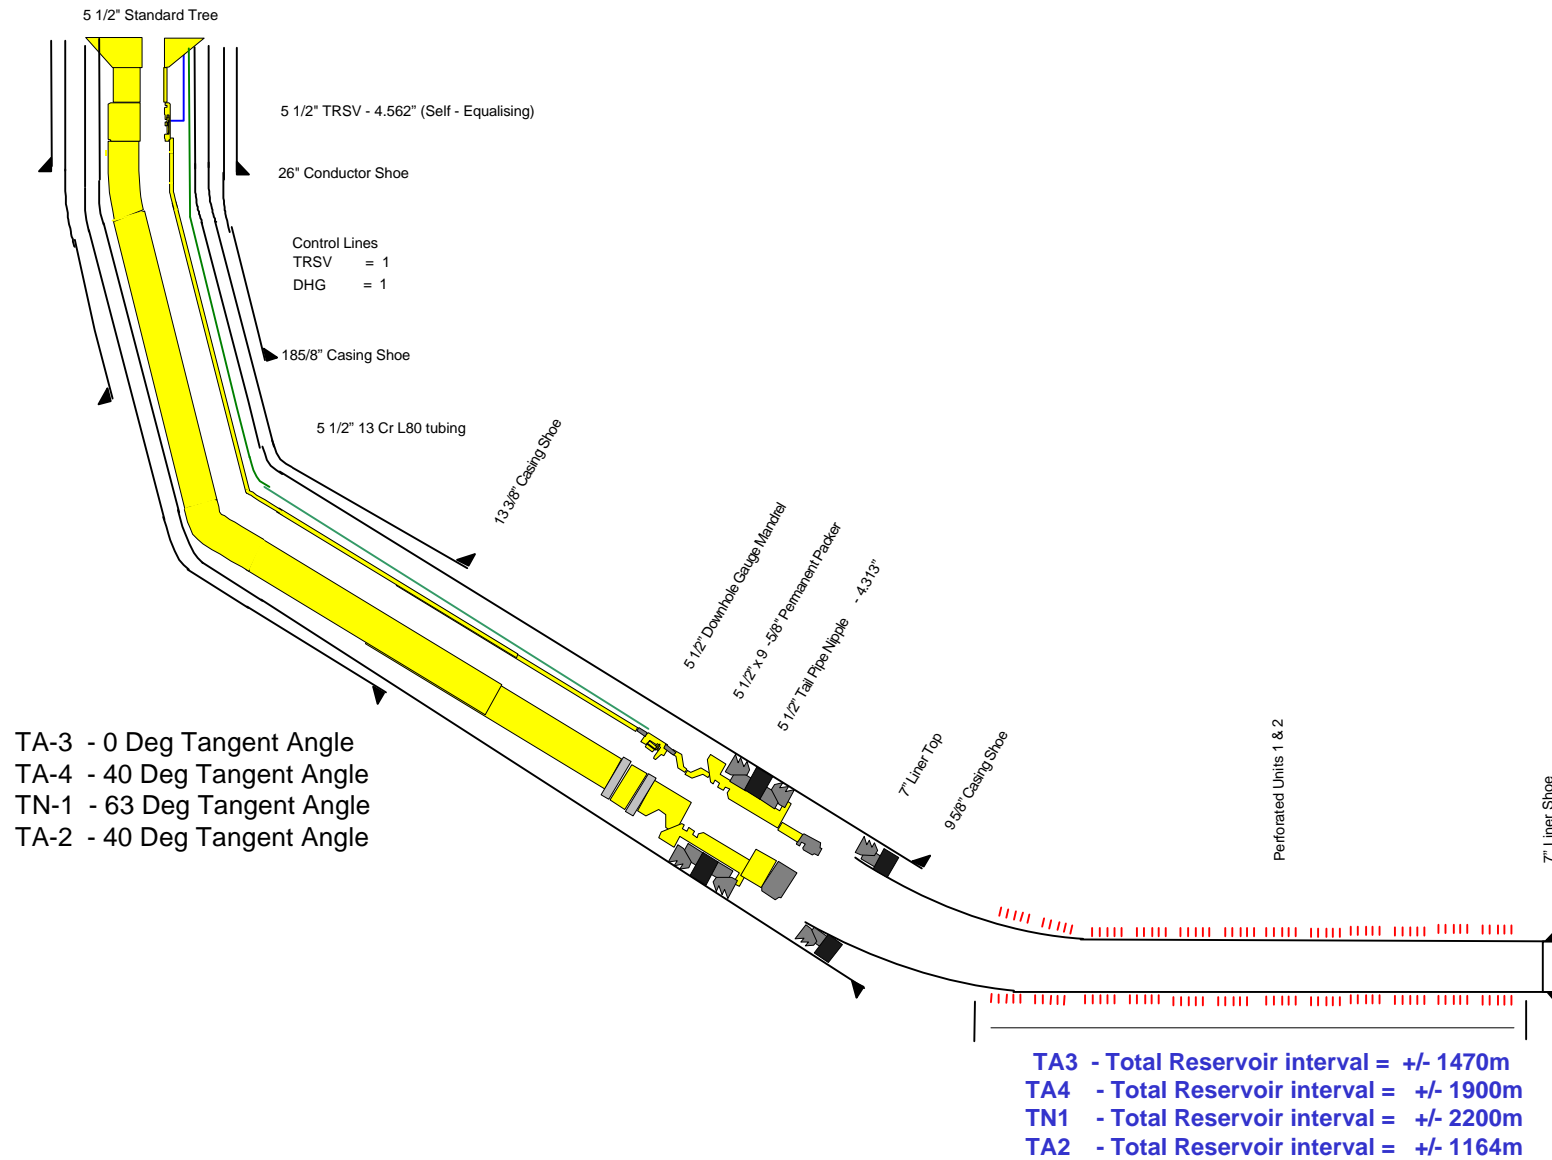 5 1/2" Standard Tree
5 1/2" TRSV - 4.562” (Self - Equalising)
26" Conductor Shoe
Control Lines
TRSV = 1
DHG = 1
185/8” Casing Shoe
5 1/2” 13 Cr L80 tubing
13 3/8” Casing Shoe
5 1/2” Downhole Gauge Mandrel
5 1/2” x 9 -5/8” Permanent Packer
5 1/2” Tail Pipe Nipple - 4.313”
7” Liner Top
9 5/8” Casing Shoe
Perforated Units 1 & 2
7” Liner Shoe
TA-3 - 0 Deg Tangent Angle
TA-4 - 40 Deg Tangent Angle
TN-1 - 63 Deg Tangent Angle
TA-2 - 40 Deg Tangent Angle
TA3 - Total Reservoir interval = +/- 1470m
TA4 - Total Reservoir interval = +/- 1900m
TN1 - Total Reservoir interval = +/- 2200m
TA2 - Total Reservoir interval = +/- 1164m